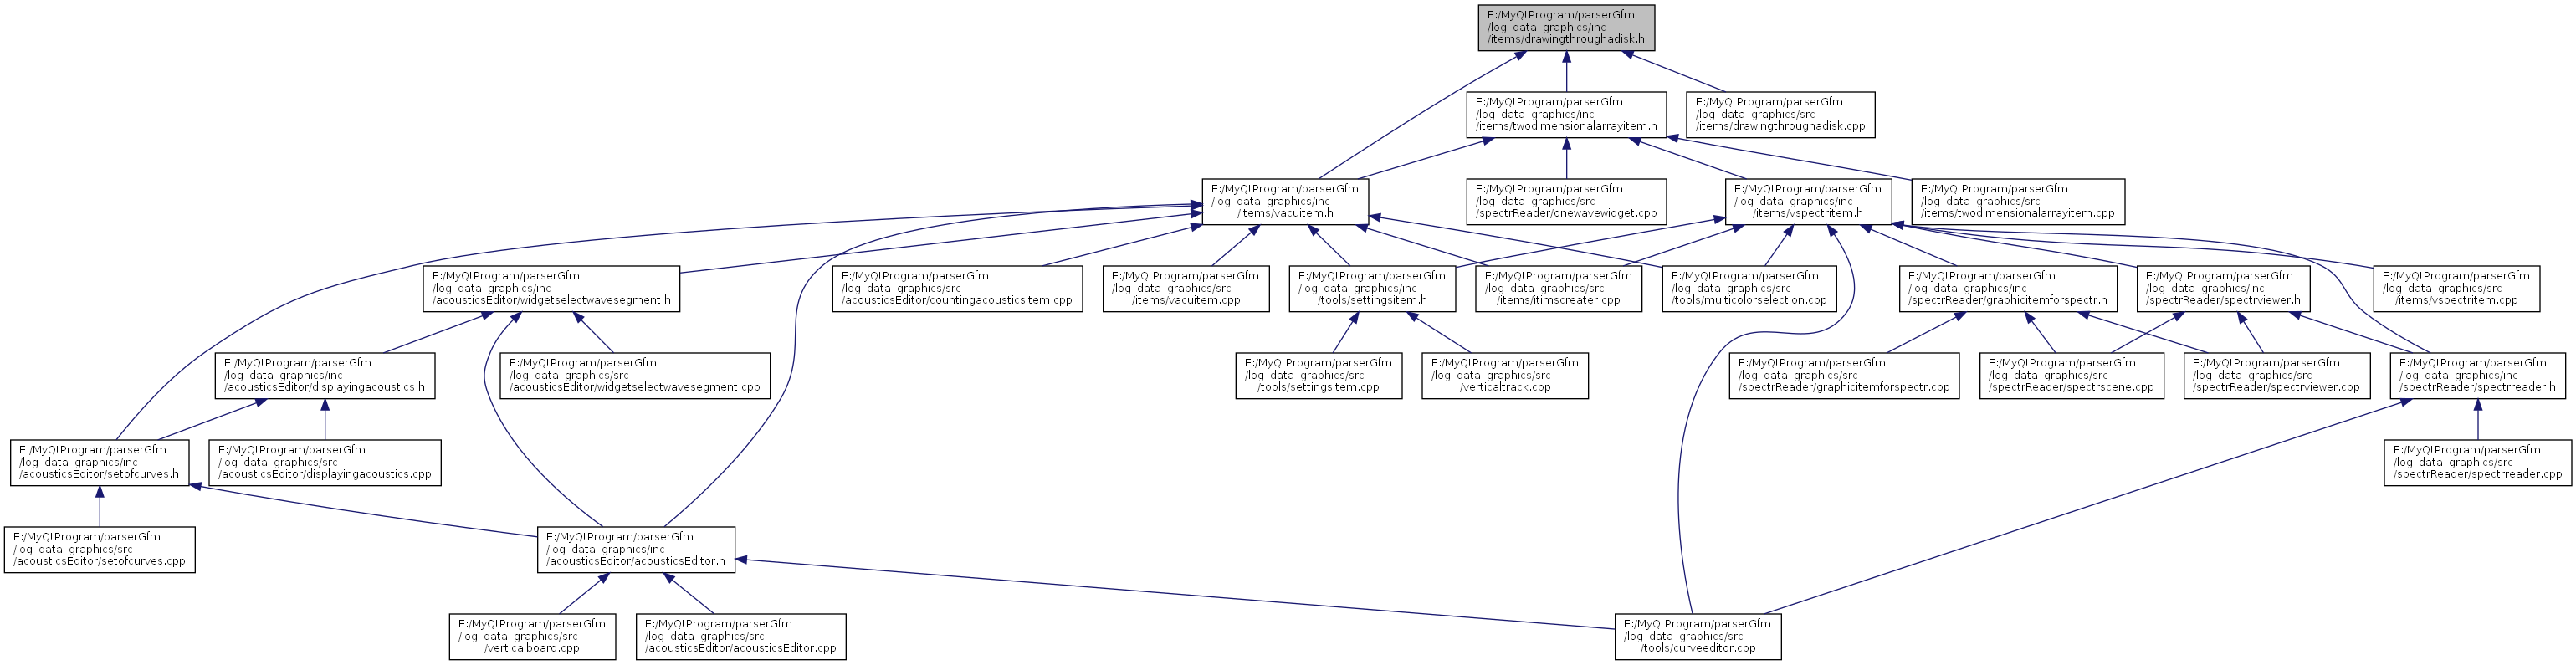 E:/MyQtProgram/parserGfm
/log_data_graphics/inc
/items/drawingthroughadisk.h
E:/MyQtProgram/parserGfm
/log_data_graphics/inc
/items/twodimensionalarrayitem.h
E:/MyQtProgram/parserGfm
/log_data_graphics/src
/items/drawingthroughadisk.cpp
E:/MyQtProgram/parserGfm
/log_data_graphics/inc
/items/vacuitem.h
E:/MyQtProgram/parserGfm
/log_data_graphics/src
/spectrReader/onewavewidget.cpp
E:/MyQtProgram/parserGfm
/log_data_graphics/inc
/items/vspectritem.h
E:/MyQtProgram/parserGfm
/log_data_graphics/src
/items/twodimensionalarrayitem.cpp
E:/MyQtProgram/parserGfm
/log_data_graphics/inc
/acousticsEditor/widgetselectwavesegment.h
E:/MyQtProgram/parserGfm
/log_data_graphics/src
/acousticsEditor/countingacousticsitem.cpp
E:/MyQtProgram/parserGfm
/log_data_graphics/src
/items/vacuitem.cpp
E:/MyQtProgram/parserGfm
/log_data_graphics/inc
/tools/settingsitem.h
E:/MyQtProgram/parserGfm
/log_data_graphics/src
/items/itimscreater.cpp
E:/MyQtProgram/parserGfm
/log_data_graphics/src
/tools/multicolorselection.cpp
E:/MyQtProgram/parserGfm
/log_data_graphics/inc
/spectrReader/graphicitemforspectr.h
E:/MyQtProgram/parserGfm
/log_data_graphics/inc
/spectrReader/spectrviewer.h
E:/MyQtProgram/parserGfm
/log_data_graphics/src
/items/vspectritem.cpp
E:/MyQtProgram/parserGfm
/log_data_graphics/inc
/acousticsEditor/displayingacoustics.h
E:/MyQtProgram/parserGfm
/log_data_graphics/src
/acousticsEditor/widgetselectwavesegment.cpp
E:/MyQtProgram/parserGfm
/log_data_graphics/src
/tools/settingsitem.cpp
E:/MyQtProgram/parserGfm
/log_data_graphics/src
/verticaltrack.cpp
E:/MyQtProgram/parserGfm
/log_data_graphics/src
/spectrReader/graphicitemforspectr.cpp
E:/MyQtProgram/parserGfm
/log_data_graphics/src
/spectrReader/spectrscene.cpp
E:/MyQtProgram/parserGfm
/log_data_graphics/src
/spectrReader/spectrviewer.cpp
E:/MyQtProgram/parserGfm
/log_data_graphics/inc
/spectrReader/spectrreader.h
E:/MyQtProgram/parserGfm
/log_data_graphics/inc
/acousticsEditor/setofcurves.h
E:/MyQtProgram/parserGfm
/log_data_graphics/src
/acousticsEditor/displayingacoustics.cpp
E:/MyQtProgram/parserGfm
/log_data_graphics/src
/spectrReader/spectrreader.cpp
E:/MyQtProgram/parserGfm
/log_data_graphics/src
/acousticsEditor/setofcurves.cpp
E:/MyQtProgram/parserGfm
/log_data_graphics/inc
/acousticsEditor/acousticsEditor.h
E:/MyQtProgram/parserGfm
/log_data_graphics/src
/verticalboard.cpp
E:/MyQtProgram/parserGfm
/log_data_graphics/src
/acousticsEditor/acousticsEditor.cpp
E:/MyQtProgram/parserGfm
/log_data_graphics/src
/tools/curveeditor.cpp